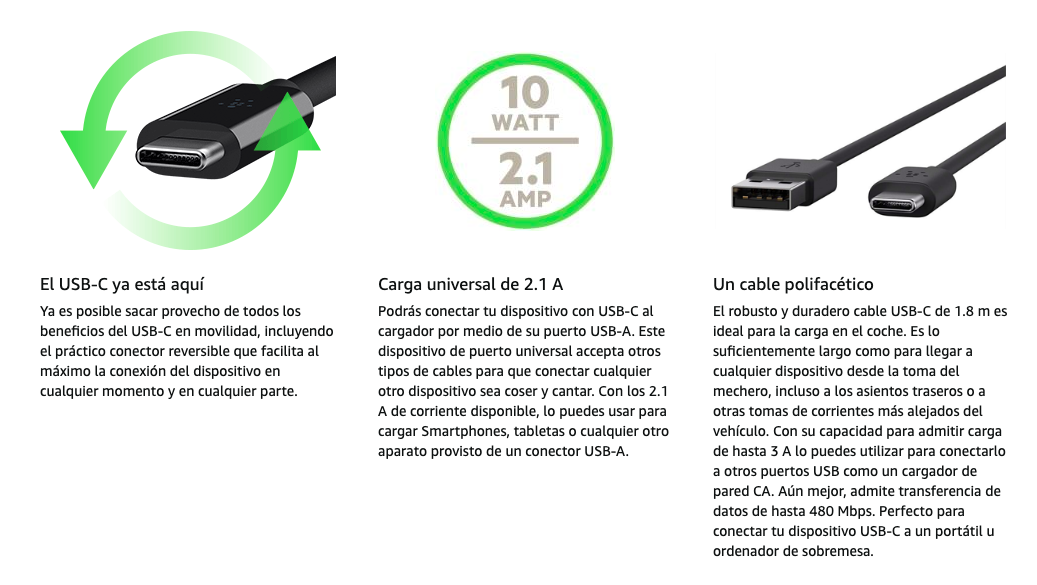 10
WATT
2.1
AMP
El USB-C ya está aquí
Ya es posible sacar provecho de todos los
beneficios del USB-C en movilidad, incluyendo
el práctico conector reversible que facilita al
máximo la conexión del dispositivo en
cualquier momento y en cualquier parte.
Carga universal de 2.1 A
Podrás conectar tu dispositivo con USB-C al
cargador por medio de su puerto USB-A. Este
dispositivo de puerto universal accepta otros
tipos de cables para que conectar cualquier
otro dispositivo sea coser y cantar. Con los 2.1
A de corriente disponible, lo puedes usar para
cargar Smartphones, tabletas o cualquier otro
aparato provisto de un conector USB-A.
Un cable polifacético
El robusto y duradero cable USB-C de 1.8 m es
ideal para la carga en el coche. Es lo
suficientemente largo como para llegar a
cualquier dispositivo desde la toma del
mechero, incluso a los asientos traseros o a
otras tomas de corrientes más alejados del
vehículo. Con su capacidad para admitir carga
de hasta 3 A lo puedes utilizar para conectarlo
a otros puertos USB como un cargador de
pared CA. Aún mejor, admite transferencia de
datos de hasta 480 Mbps. Perfecto para
conectar tu dispositivo USB-C a un portátil u
ordenador de sobremesa.